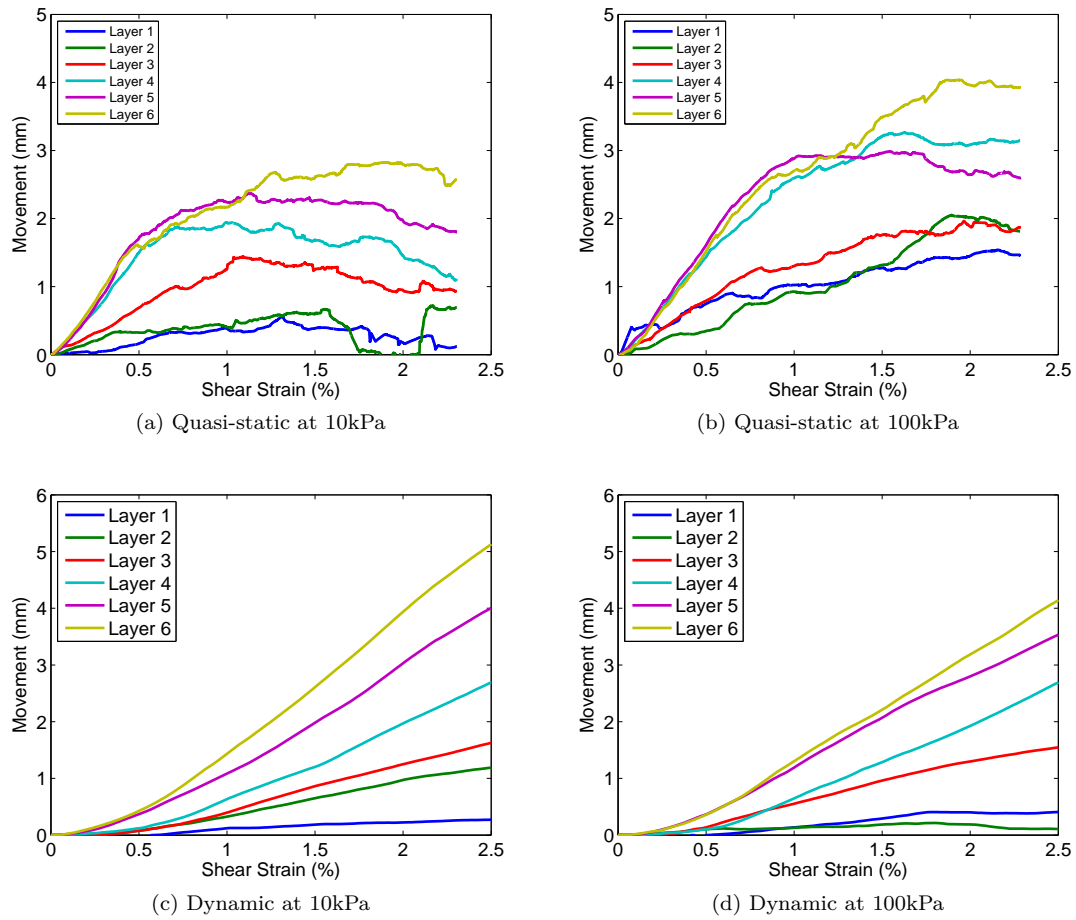 5
4
3
2
1
0
0 0.5 1 1.5 2 2.5
Movement (mm)
Shear Strain (%)
Layer 1
Layer 2
Layer 3
Layer 4
Layer 5
Layer 6
(a) Quasi-static at 10kPa
5
4
3
2
1
0
0 0.5 1 1.5 2 2.5
Movement (mm)
Shear Strain (%)
Layer 1
Layer 2
Layer 3
Layer 4
Layer 5
Layer 6
(b) Quasi-static at 100kPa
6
5
4
3
2
1
0
0 0.5 1 1.5 2 2.5
Movement (mm)
Shear Strain (%)
Layer 1
Layer 2
Layer 3
Layer 4
Layer 5
Layer 6
(c) Dynamic at 10kPa
6
5
4
3
2
1
0
0 0.5 1 1.5 2 2.5
Movement (mm)
Shear Strain (%)
Layer 1
Layer 2
Layer 3
Layer 4
Layer 5
Layer 6
(d) Dynamic at 100kPa